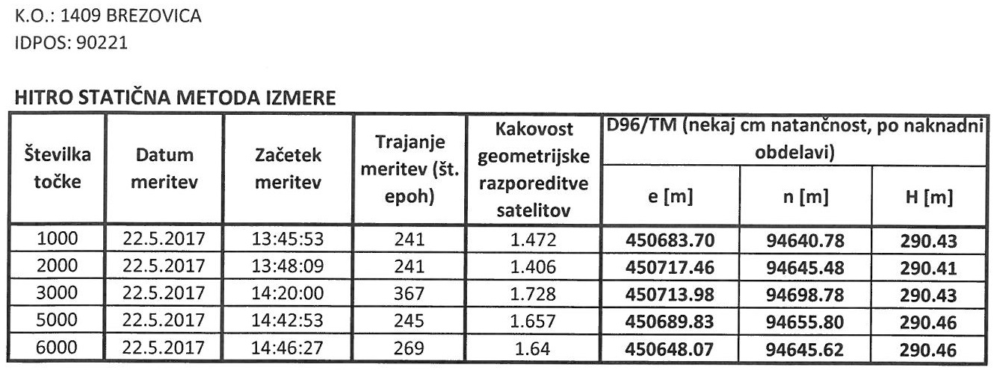 K.O.: 1409 BREZOVICA
IDPOS: 90221
HITRO STATIČNA METODA IZMERE
Številka točke | Datum meritev | Začetek meritev | Trajanje meritev (št. epoh) | Kakovost geometrijske razporeditve satelitov | D96/TM (nekaj cm natančnost, po naknadni obdelavi)
e [m] | n [m] | H [m]
1000 | 22.5.2017 | 13:45:53 | 241 | 1.472 | 450683.70 | 94640.78 | 290.43
2000 | 22.5.2017 | 13:48:09 | 241 | 1.406 | 450717.46 | 94645.48 | 290.41
3000 | 22.5.2017 | 14:20:00 | 367 | 1.728 | 450713.98 | 94698.78 | 290.43
5000 | 22.5.2017 | 14:42:53 | 245 | 1.657 | 450689.83 | 94655.80 | 290.46
6000 | 22.5.2017 | 14:46:27 | 269 | 1.64 | 450648.07 | 94645.62 | 290.46